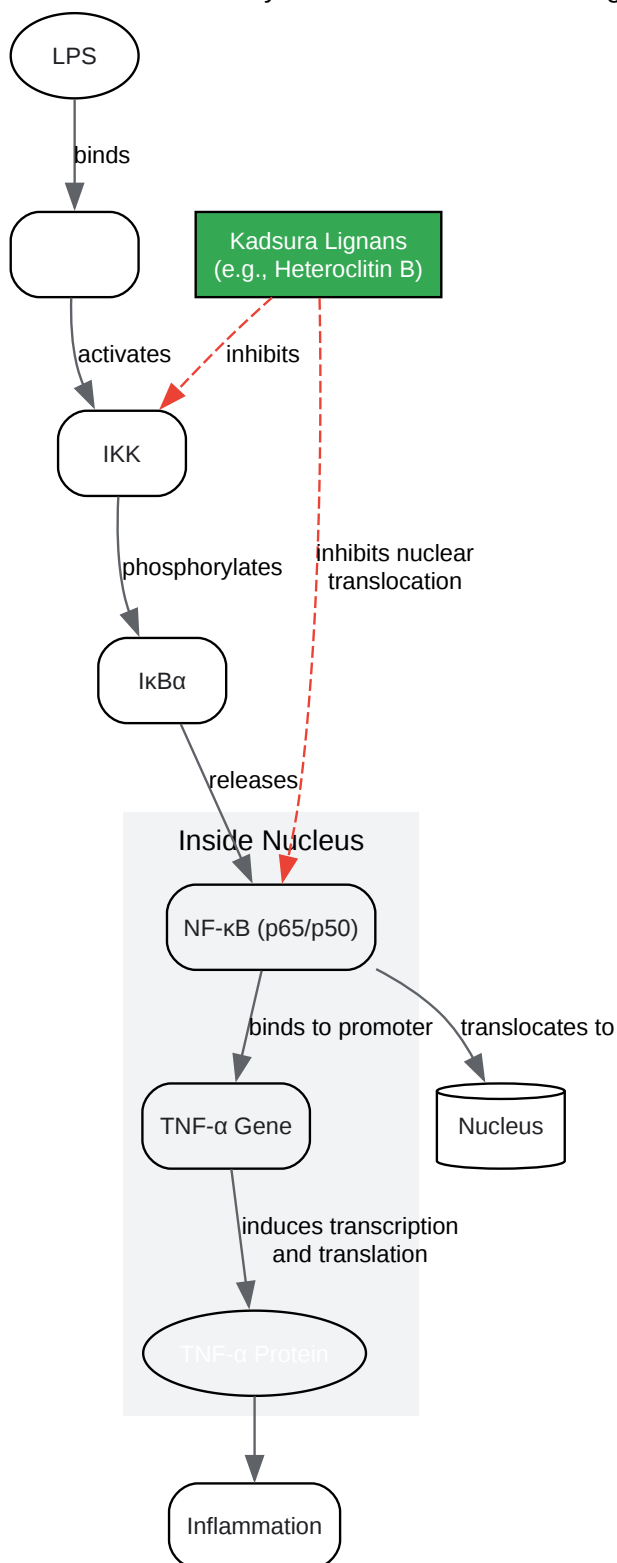 LPS
binds
Kadsura Lignans
(e.g., Heteroclitin B)
activates
inhibits
IKK
phosphorylates
inhibits nuclear
translocation
IκBα
releases
Inside Nucleus
NF-κB (p65/p50)
binds to promoter
translocates to
TNF-α Gene
Nucleus
induces transcription
and translation
TNF-α Protein
Inflammation